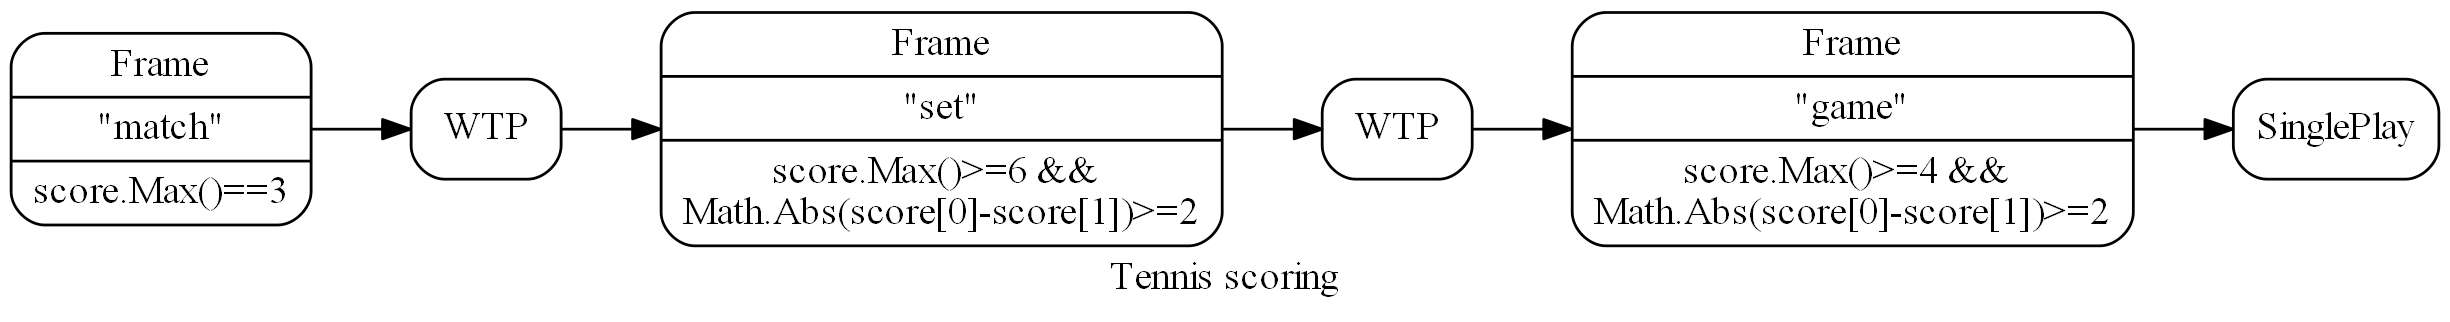 Frame
"match"
score.Max()==3
WTP
Frame
"set"
score.Max()>=6 &&
Math.Abs(score[0]-score[1])>=2
WTP
Frame
"game"
score.Max()>=4 &&
Math.Abs(score[0]-score[1])>=2
SinglePlay
Tennis scoring